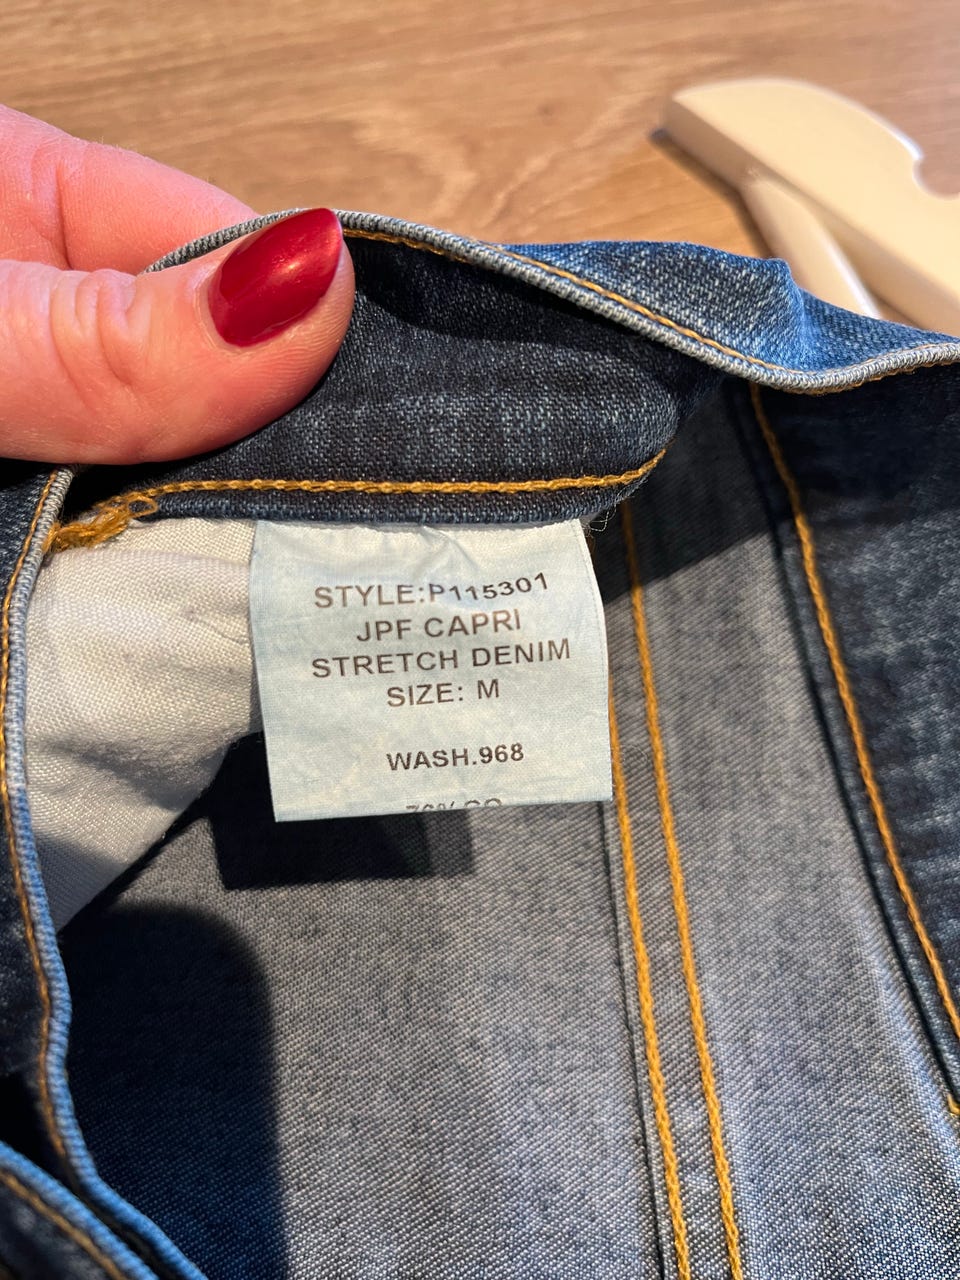 STYLE:P115301
JPF CAPRI
STRETCH DENIM
SIZE: M
WASH.968